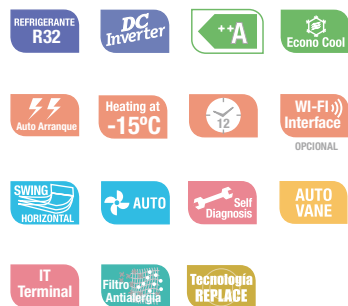 REFRIGERANTE
R32
DC
Inverter
++A
Econo Cool
Auto Arranque
Heating at
-15ºC
12
WI-FI
Interface
OPCIONAL
SWING
HORIZONTAL
AUTO
Self
Diagnosis
AUTO
VANE
IT
Terminal
Filtro
Antialergia
Tecnología
REPLACE